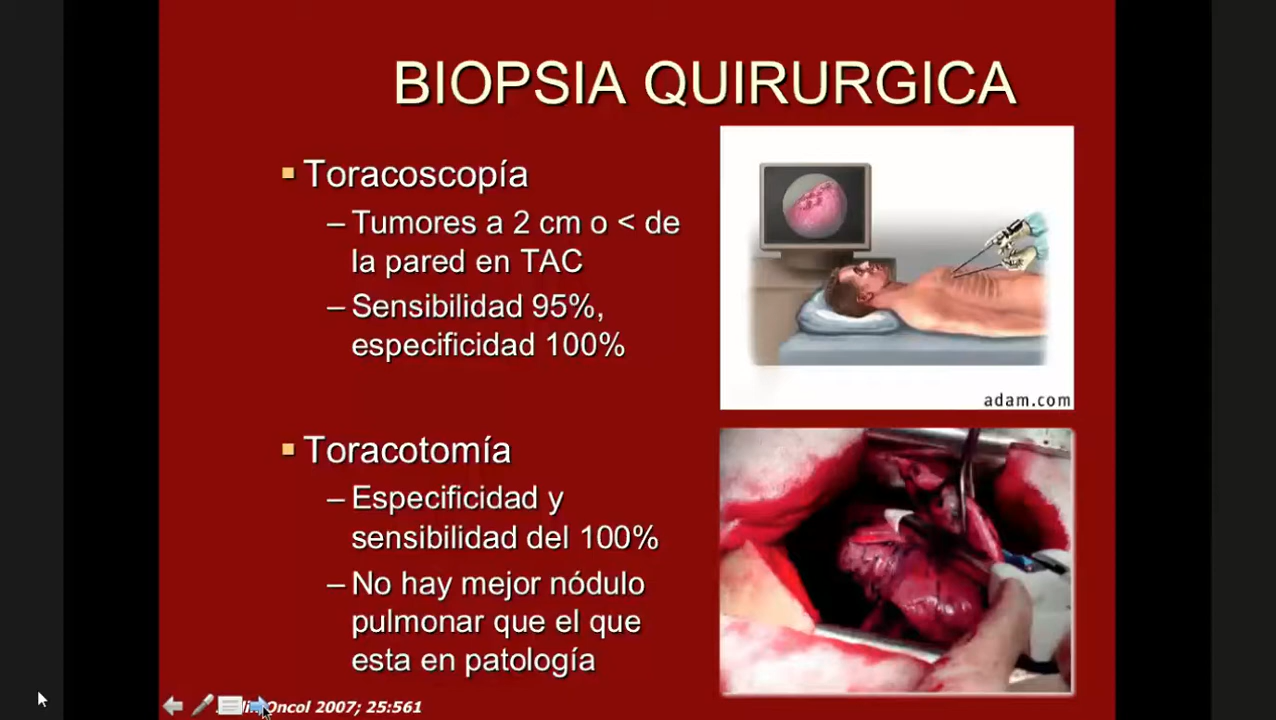 BIOPSIA QUIRURGICA
▪ Toracoscopía
– Tumores a 2 cm o < de
la pared en TAC
– Sensibilidad 95%,
especificidad 100%
adam.com
▪ Toracotomía
– Especificidad y
sensibilidad del 100%
– No hay mejor nódulo
pulmonar que el que
esta en patología
Oncol 2007; 25:561